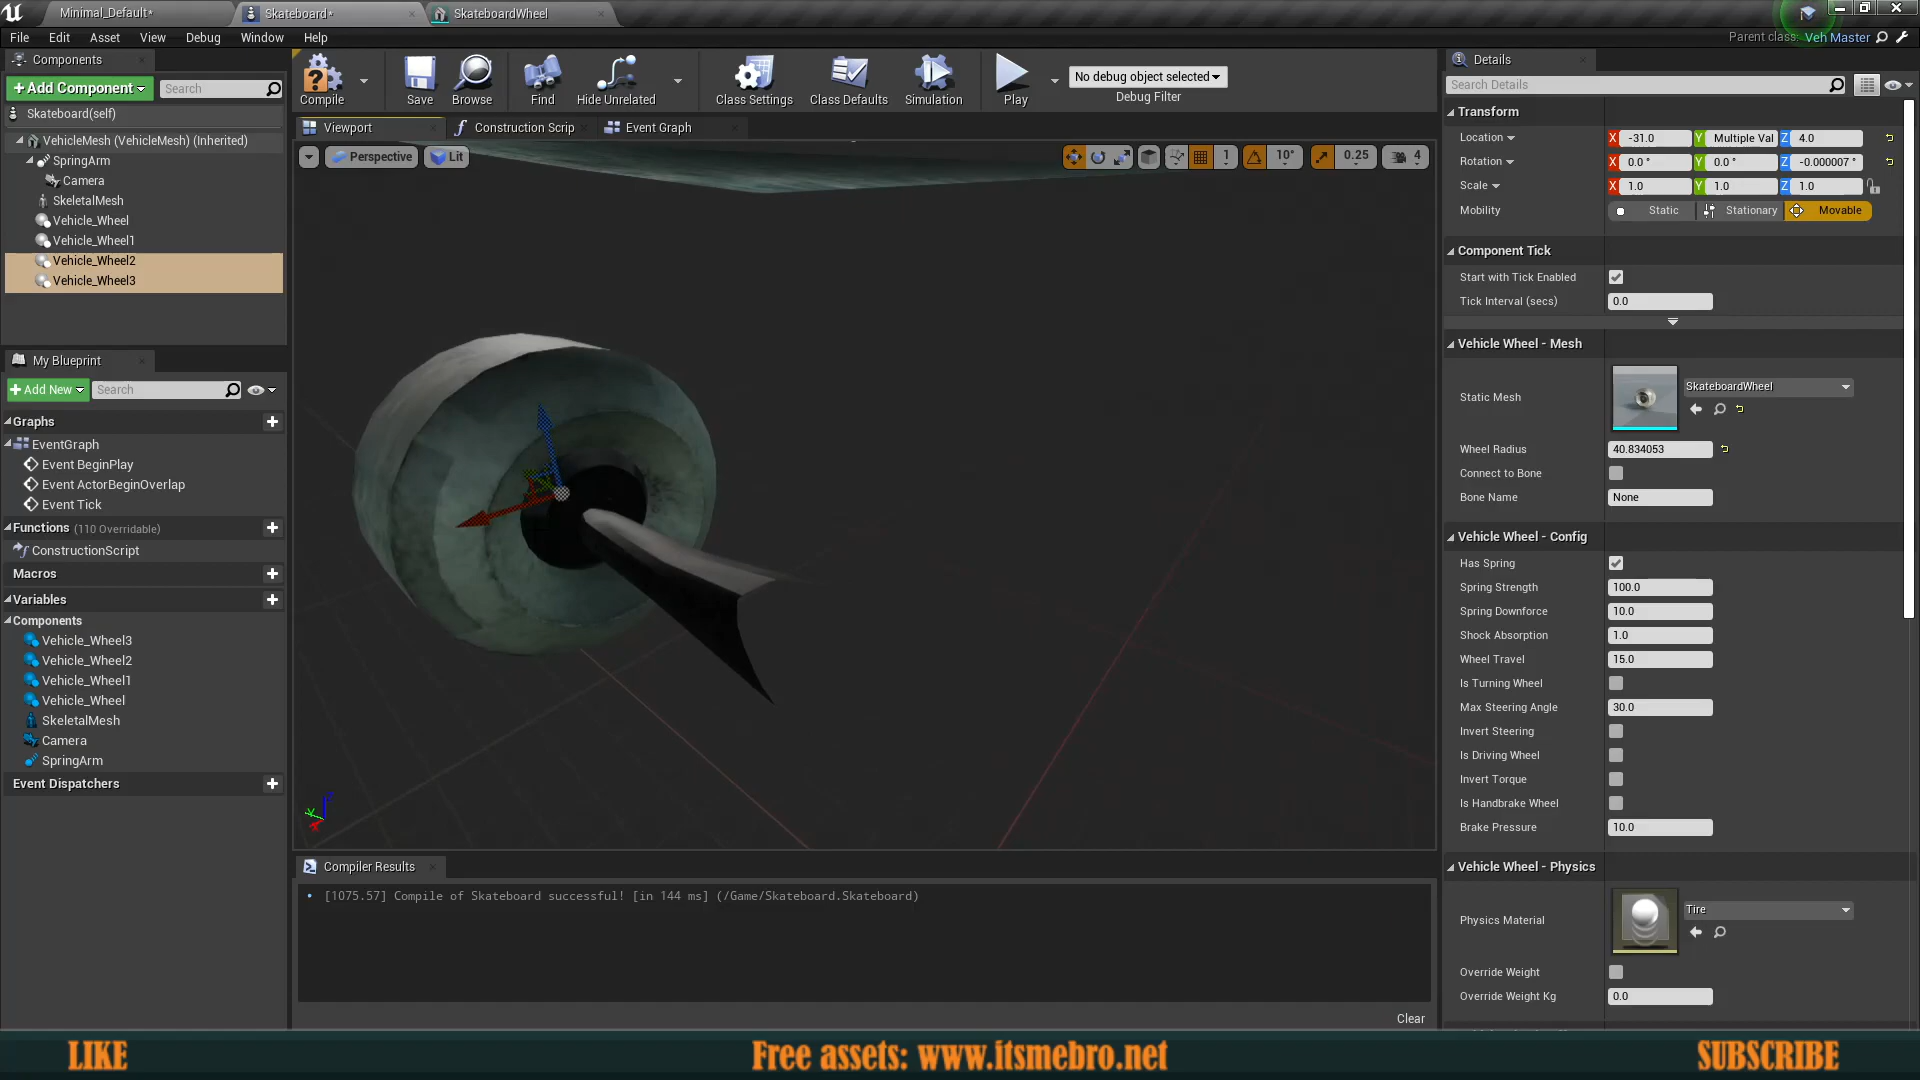 Minimal_Default*
Skateboard*
SkateboardWheel
File
Edit
Asset
View
Debug
Window
Help
Parent class: Veh Master
Components
+ Add Component
Search
Skateboard(self)
VehicleMesh (VehicleMesh) (Inherited)
SpringArm
Camera
SkeletalMesh
Vehicle_Wheel
Vehicle_Wheel1
Vehicle_Wheel2
Vehicle_Wheel3
My Blueprint
+ Add New
Search
Graphs
EventGraph
Event BeginPlay
Event ActorBeginOverlap
Event Tick
Functions (110 Overridable)
ConstructionScript
Macros
Variables
Components
Vehicle_Wheel3
Vehicle_Wheel2
Vehicle_Wheel1
Vehicle_Wheel
SkeletalMesh
Camera
SpringArm
Event Dispatchers
Compile
Save
Browse
Find
Hide Unrelated
Class Settings
Class Defaults
Simulation
Play
No debug object selected
Debug Filter
Viewport
Construction Scrip
Event Graph
Perspective
Lit
1
10°
0.25
4
Z
Y
X
Compiler Results
• [1075.57] Compile of Skateboard successful! [in 144 ms] (/Game/Skateboard.Skateboard)
Clear
Details
Search Details
Transform
Location X -31.0 Y Multiple Val Z 4.0
Rotation X 0.0 ° Y 0.0 ° Z -0.000007 °
Scale X 1.0 Y 1.0 Z 1.0
Mobility Static Stationary Movable
Component Tick
Start with Tick Enabled
Tick Interval (secs) 0.0
Vehicle Wheel - Mesh
Static Mesh SkateboardWheel
Wheel Radius 40.834053
Connect to Bone
Bone Name None
Vehicle Wheel - Config
Has Spring
Spring Strength 100.0
Spring Downforce 10.0
Shock Absorption 1.0
Wheel Travel 15.0
Is Turning Wheel
Max Steering Angle 30.0
Invert Steering
Is Driving Wheel
Invert Torque
Is Handbrake Wheel
Brake Pressure 10.0
Vehicle Wheel - Physics
Physics Material Tire
Override Weight
Override Weight Kg 0.0
LIKE
Free assets: www.itsmebro.net
SUBSCRIBE